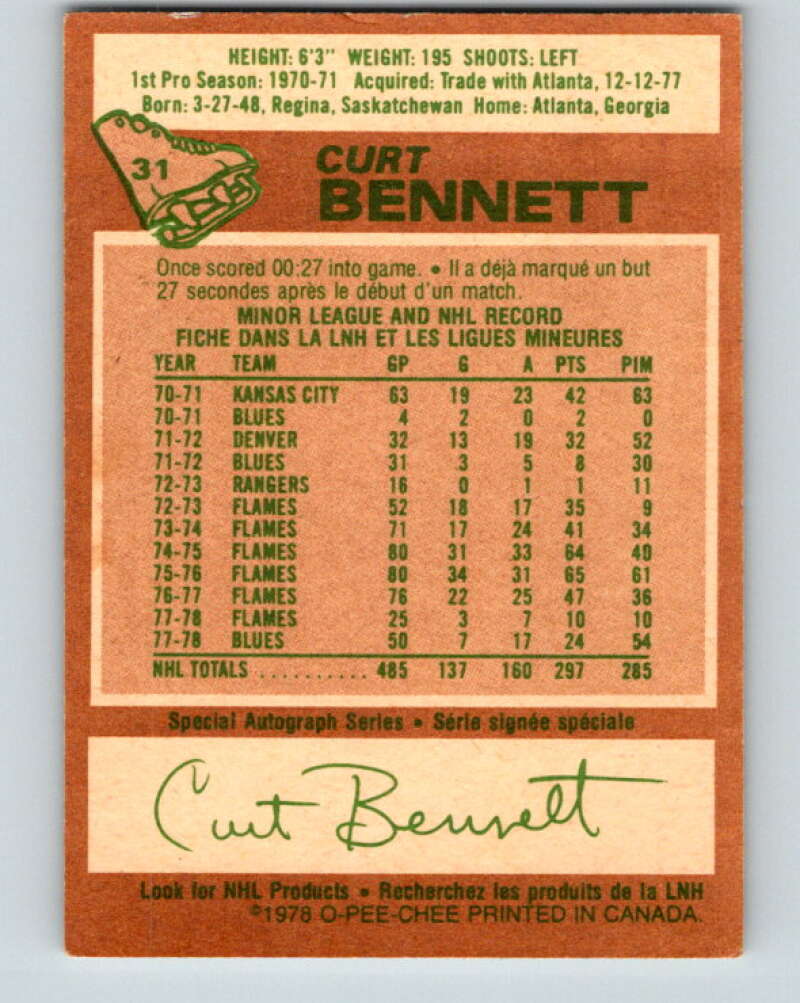 HEIGHT: 6'3" WEIGHT: 195 SHOOTS: LEFT
1st Pro Season: 1970-71 Acquired: Trade with Atlanta, 12-12-77
Born: 3-27-48, Regina, Saskatchewan Home: Atlanta, Georgia
31
CURT
BENNETT
Once scored 00:27 into game. • Il a déjà marqué un but
27 secondes après le début d'un match.
MINOR LEAGUE AND NHL RECORD
FICHE DANS LA LNH ET LES LIGUES MINEURES
YEAR TEAM GP G A PTS PIM
70-71 KANSAS CITY 63 19 23 42 63
70-71 BLUES 4 2 0 2 0
71-72 DENVER 32 13 19 32 52
71-72 BLUES 31 3 5 8 30
72-73 RANGERS 16 0 1 1 11
72-73 FLAMES 52 18 17 35 9
73-74 FLAMES 71 17 24 41 34
74-75 FLAMES 80 31 33 64 40
75-76 FLAMES 80 34 31 65 61
76-77 FLAMES 76 22 25 47 36
77-78 FLAMES 25 3 7 10 10
77-78 BLUES 50 7 17 24 54
NHL TOTALS .......... 485 137 160 297 285
Special Autograph Series • Série signée spéciale
Curt Bennett
Look for NHL Products • Recherchez les produits de la LNH
©1978 O-PEE-CHEE PRINTED IN CANADA.